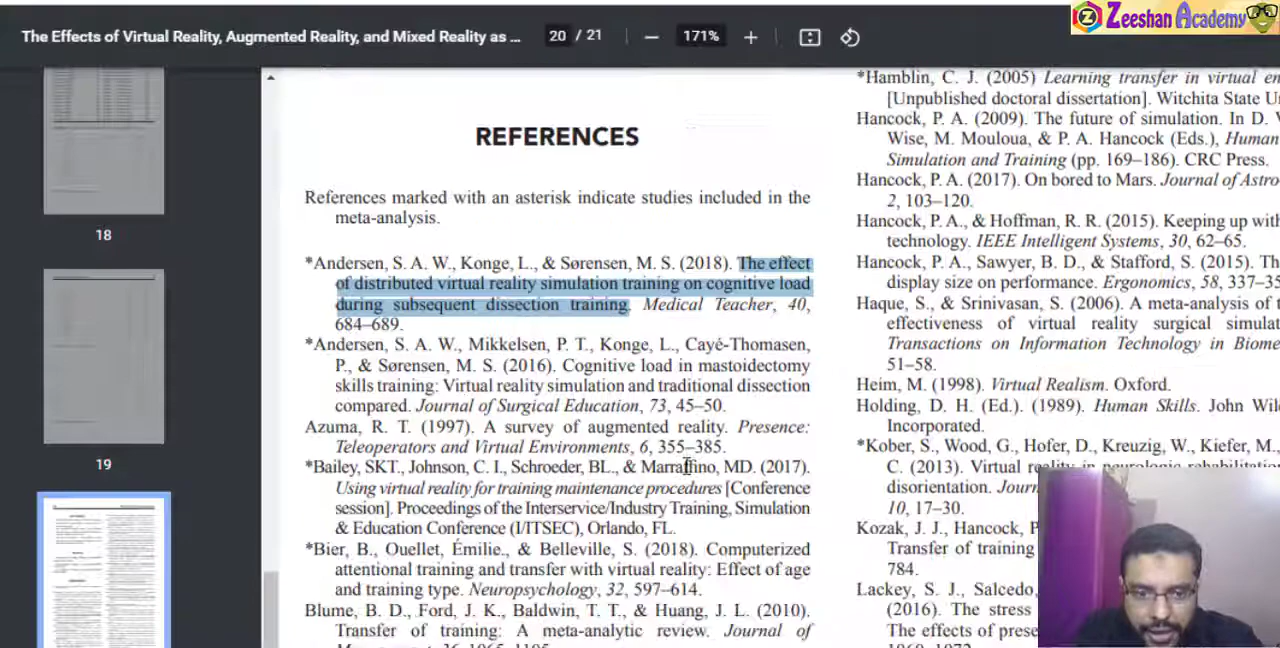 Zeeshan Academy
The Effects of Virtual Reality, Augmented Reality, and Mixed Reality as ...
20 / 21
171%
18
19
REFERENCES
References marked with an asterisk indicate studies included in the
meta-analysis.
*Andersen, S. A. W., Konge, L., & Sørensen, M. S. (2018). The effect
of distributed virtual reality simulation training on cognitive load
during subsequent dissection training. Medical Teacher, 40,
684–689.
*Andersen, S. A. W., Mikkelsen, P. T., Konge, L., Cayé-Thomasen,
P., & Sørensen, M. S. (2016). Cognitive load in mastoidectomy
skills training: Virtual reality simulation and traditional dissection
compared. Journal of Surgical Education, 73, 45–50.
Azuma, R. T. (1997). A survey of augmented reality. Presence:
Teleoperators and Virtual Environments, 6, 355–385.
*Bailey, SKT., Johnson, C. I., Schroeder, BL., & Marraffino, MD. (2017).
Using virtual reality for training maintenance procedures [Conference
session]. Proceedings of the Interservice/Industry Training, Simulation
& Education Conference (I/ITSEC), Orlando, FL.
*Bier, B., Ouellet, Émilie., & Belleville, S. (2018). Computerized
attentional training and transfer with virtual reality: Effect of age
and training type. Neuropsychology, 32, 597–614.
Blume, B. D., Ford, J. K., Baldwin, T. T., & Huang, J. L. (2010).
Transfer of training: A meta-analytic review. Journal of
*Hamblin, C. J. (2005) Learning transfer in virtual
[Unpublished doctoral dissertation]. Witchita State
Hancock, P. A. (2009). The future of simulation. In D.
Wise, M. Mouloua, & P. A. Hancock (Eds.), Human
Simulation and Training (pp. 169–186). CRC Press.
Hancock, P. A. (2017). On bored to Mars. Journal of
2, 103–120.
Hancock, P. A., & Hoffman, R. R. (2015). Keeping up with
technology. IEEE Intelligent Systems, 30, 62–65.
Hancock, P. A., Sawyer, B. D., & Stafford, S. (2015).
display size on performance. Ergonomics, 58,
Haque, S., & Srinivasan, S. (2006). A meta-analysis of
effectiveness of virtual reality surgical
Transactions on Information Technology in
51–58.
Heim, M. (1998). Virtual Realism. Oxford.
Holding, D. H. (Ed.). (1989). Human Skills. John
Incorporated.
*Kober, S., Wood, G., Hofer, D., Kreuzig, W., Kiefer, M.,
C. (2013). Virtual reality in neurologic rehabilitation
disorientation.
10, 17–30.
Kozak, J. J., Hancock,
Transfer of training
784.
Lackey, S. J., Salcedo,
(2016). The stress
The effects of